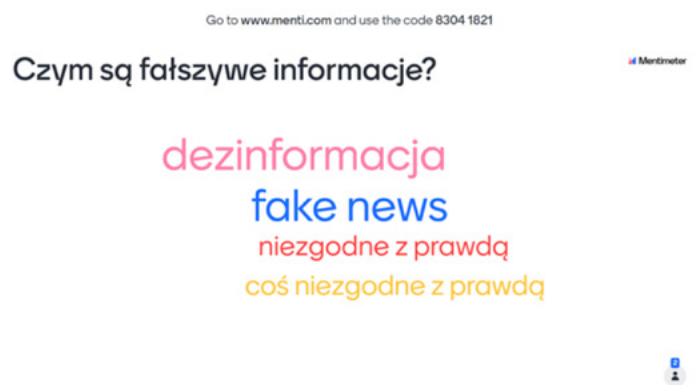 Go to www.menti.com and use the code 8304 1821
Mentimeter
Czym są fałszywe informacje?
dezinformacja
fake news
niezgodne z prawdą
coś niezgodne z prawdą
2